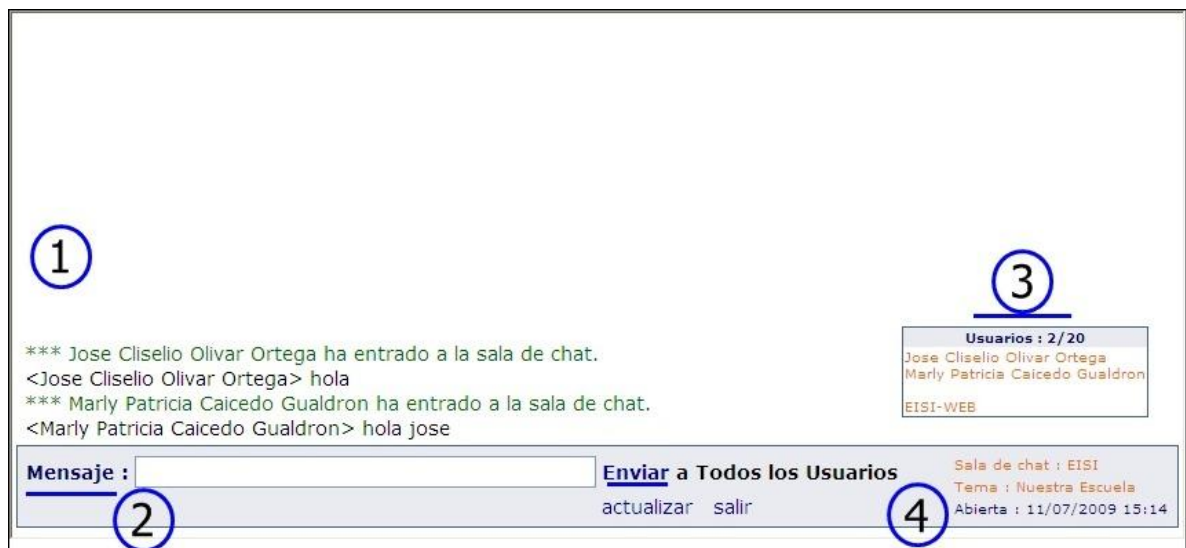 1
3
Usuarios : 2/20
Jose Cliselio Olivar Ortega
Marly Patricia Caicedo Gualdron
EISI-WEB
*** Jose Cliselio Olivar Ortega ha entrado a la sala de chat.
<Jose Cliselio Olivar Ortega> hola
*** Marly Patricia Caicedo Gualdron ha entrado a la sala de chat.
<Marly Patricia Caicedo Gualdron> hola jose
Mensaje :
Enviar a Todos los Usuarios
actualizar salir
2
4
Sala de chat : EISI
Tema : Nuestra Escuela
Abierta : 11/07/2009 15:14